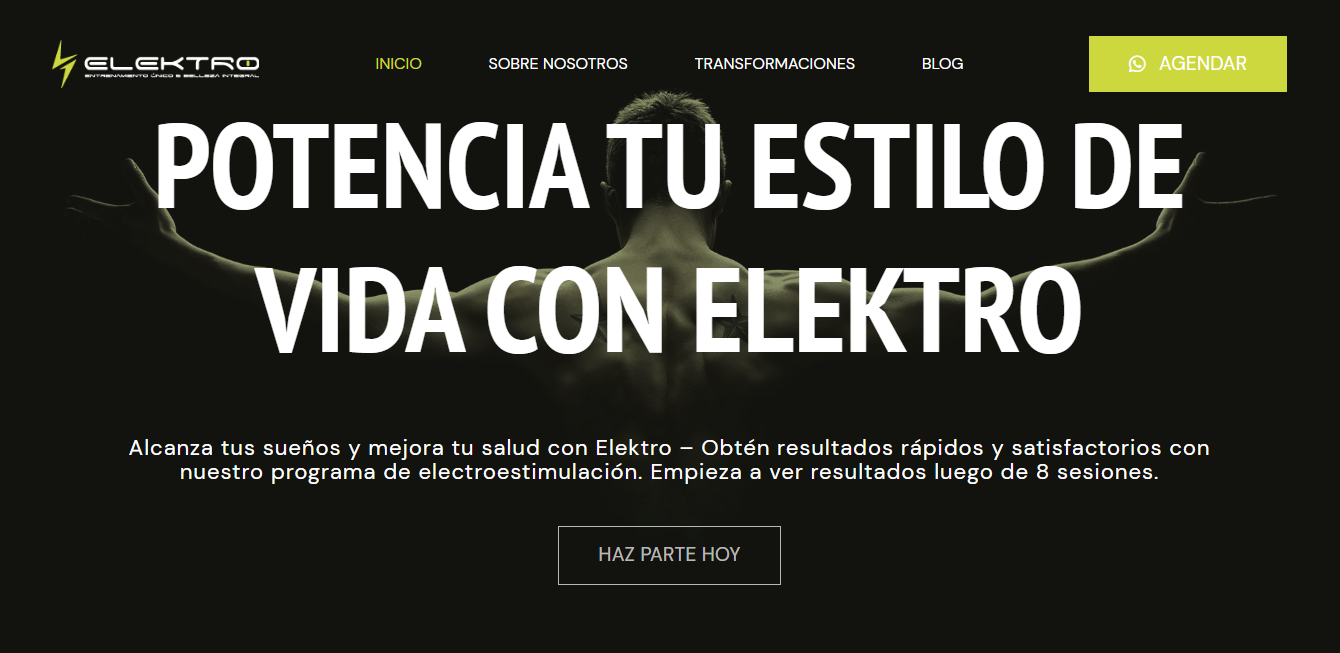 ELEKTRO
ENTRENAMIENTO ÚNICO & BELLEZA INTEGRAL
INICIO
SOBRE NOSOTROS
TRANSFORMACIONES
BLOG
AGENDAR
POTENCIA TU ESTILO DE
VIDA CON ELEKTRO
Alcanza tus sueños y mejora tu salud con Elektro – Obtén resultados rápidos y satisfactorios con
nuestro programa de electroestimulación. Empieza a ver resultados luego de 8 sesiones.
HAZ PARTE HOY